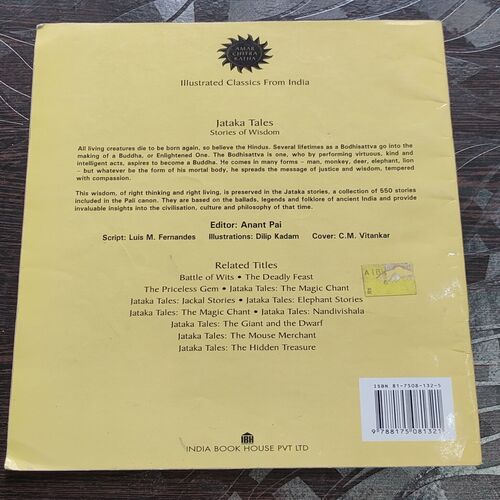 AMAR
CHITRA
KATHA
Illustrated Classics From India
Jataka Tales
Stories of Wisdom
All living creatures die to be born again, so believe the Hindus. Several lifetimes as a Bodhisattva go into the
making of a Buddha, or Enlightened One. The Bodhisattva is one, who by performing virtuous, kind and
intelligent acts, aspires to become a Buddha. He comes in many forms - man, monkey, deer, elephant, lion
- but whatever be the form of his mortal body, he spreads the message of justice and wisdom, tempered
with compassion.
This wisdom, of right thinking and right living, is preserved in the Jataka stories, a collection of 550 stories
included in the Pali canon. They are based on the ballads, legends and folklore of ancient India and provide
invaluable insights into the civilisation, culture and philosophy of that time.
Editor: Anant Pai
Script: Luis M. Fernandes Illustrations: Dilip Kadam Cover: C.M. Vitankar
Related Titles
Battle of Wits • The Deadly Feast
The Priceless Gem • Jataka Tales: The Magic Chant
Jataka Tales: Jackal Stories • Jataka Tales: Elephant Stories
Jataka Tales: The Magic Chant • Jataka Tales: Nandivishala
Jataka Tales: The Giant and the Dwarf
Jataka Tales: The Mouse Merchant
Jataka Tales: The Hidden Treasure
ISBN 81-7508-132-5
9 788175 081321
IBH
INDIA BOOK HOUSE PVT LTD